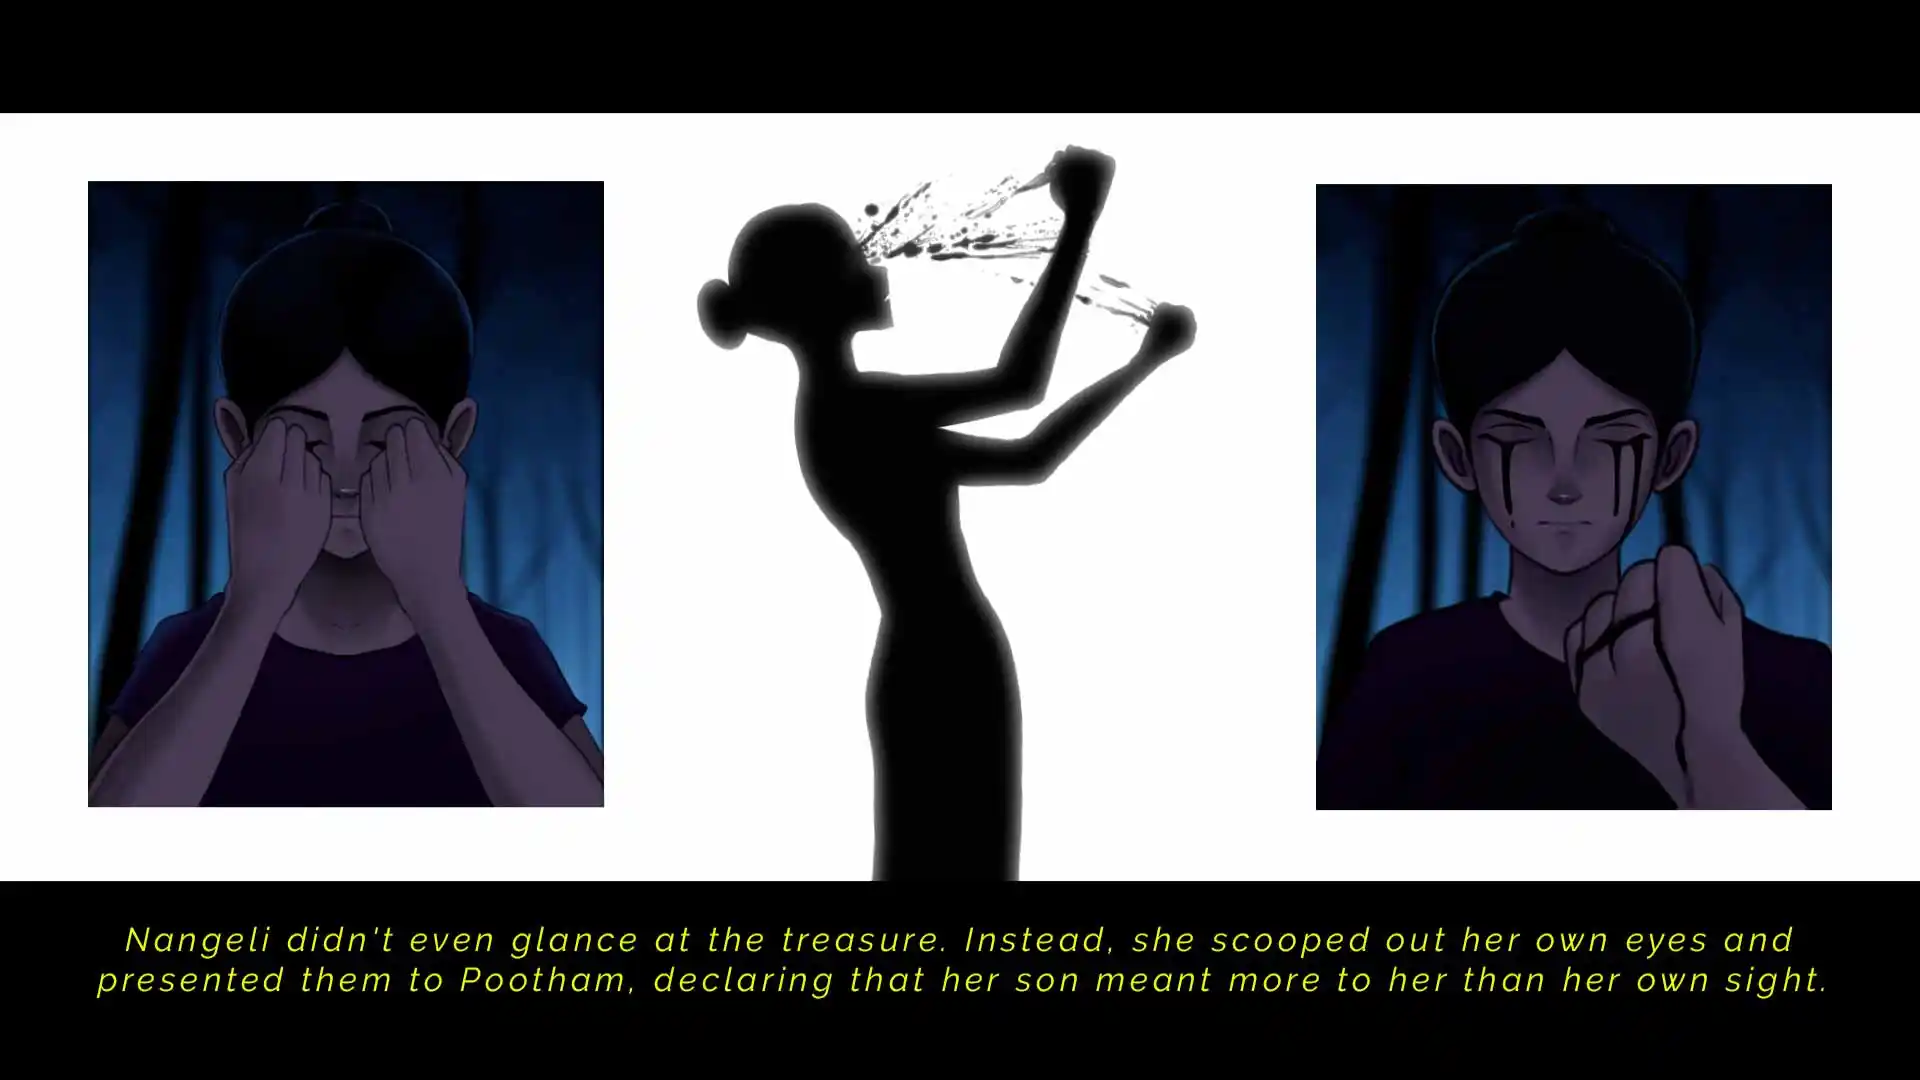 Nangeli didn't even glance at the treasure. Instead, she scooped out her own eyes and
presented them to Pootham, declaring that her son meant more to her than her own sight.